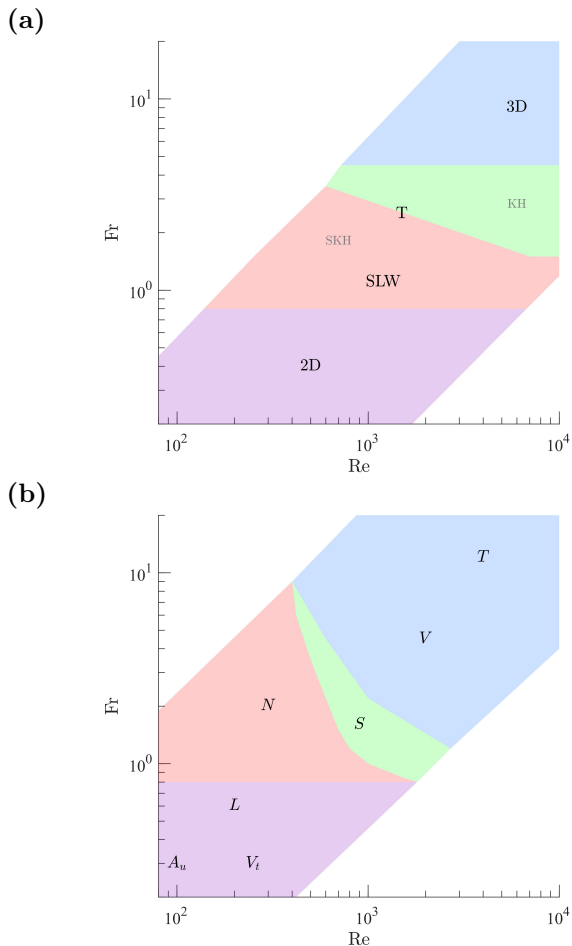 (a)
10^1
3D
KH
T
Fr
SKH
10^0
SLW
2D
10^2 10^3 10^4
Re
(b)
T
10^1
V
Fr
N
S
10^0
L
A_u V_t
10^2 10^3 10^4
Re